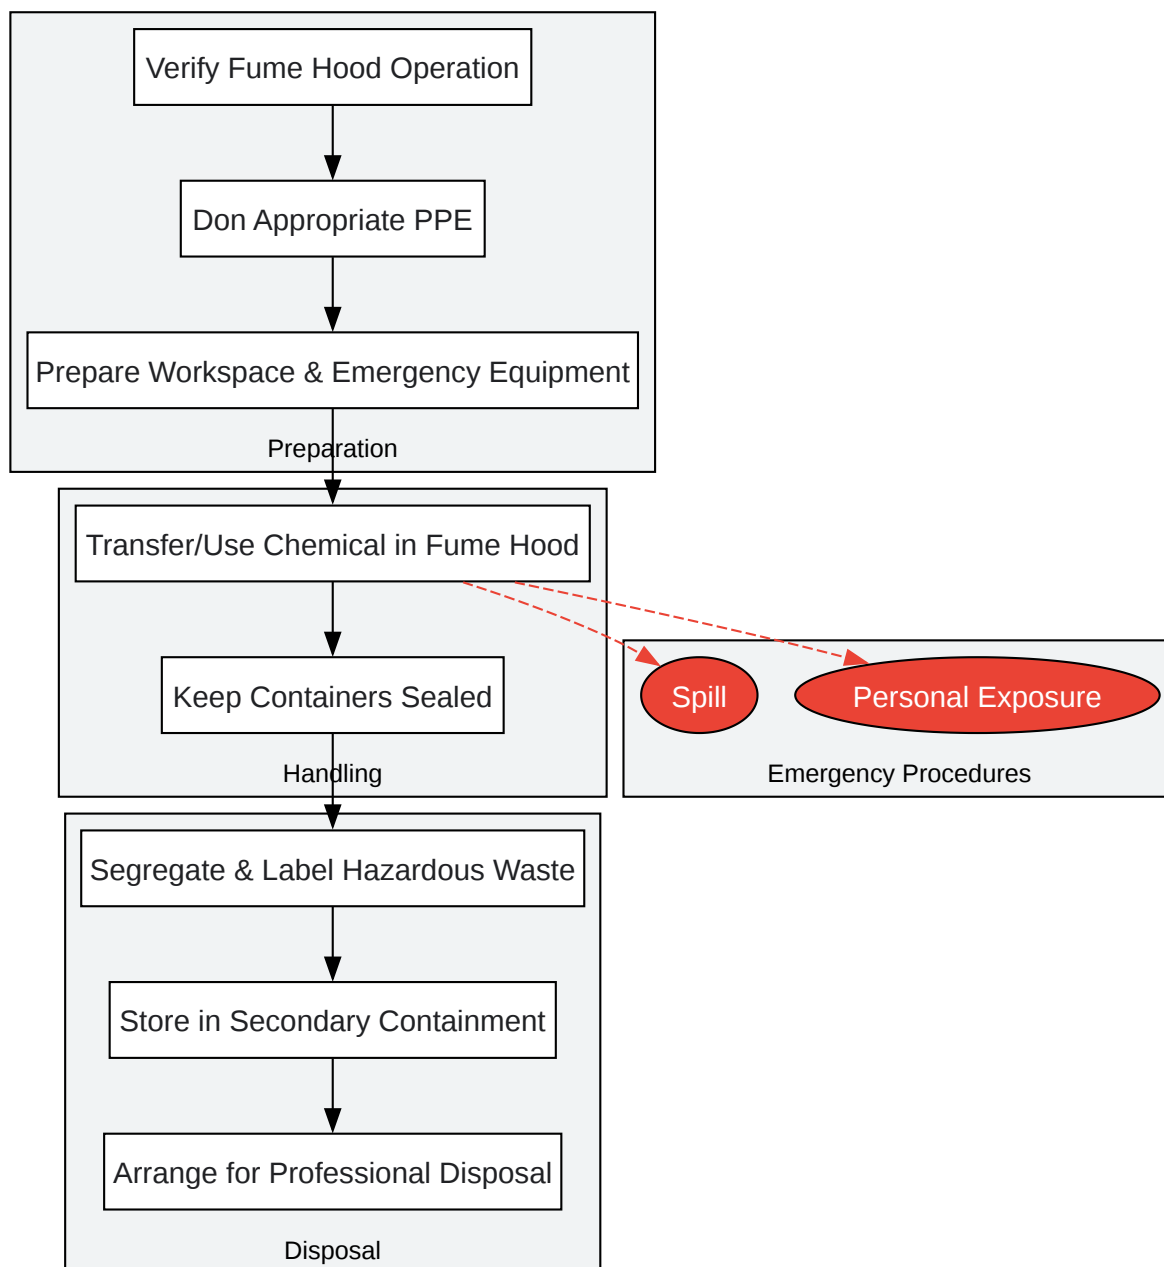 Verify Fume Hood Operation
Don Appropriate PPE
Prepare Workspace & Emergency Equipment
Preparation
Transfer/Use Chemical in Fume Hood
Keep Containers Sealed
Handling
Spill
Personal Exposure
Emergency Procedures
Segregate & Label Hazardous Waste
Store in Secondary Containment
Arrange for Professional Disposal
Disposal